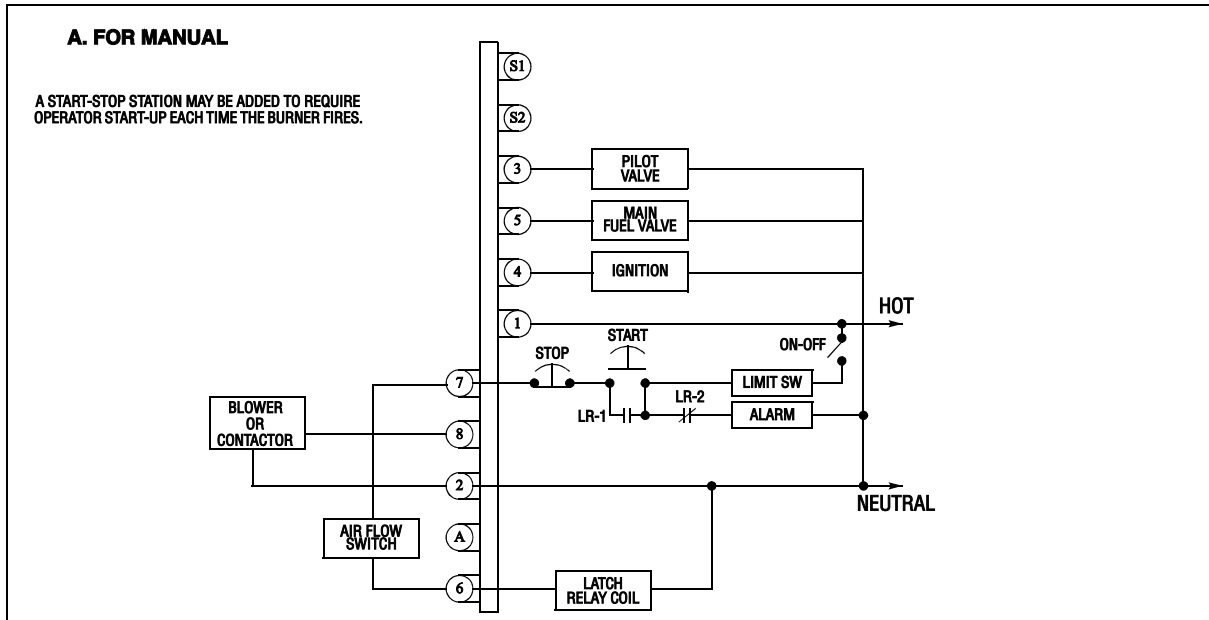 A. FOR MANUAL
A START-STOP STATION MAY BE ADDED TO REQUIRE
OPERATOR START-UP EACH TIME THE BURNER FIRES.
S1
S2
3
PILOT
VALVE
5
MAIN
FUEL VALVE
4
IGNITION
1
HOT
ON-OFF
STOP
START
7
LIMIT SW
LR-1
LR-2
ALARM
BLOWER
OR
CONTACTOR
8
2
NEUTRAL
AIR FLOW
SWITCH
A
6
LATCH
RELAY COIL